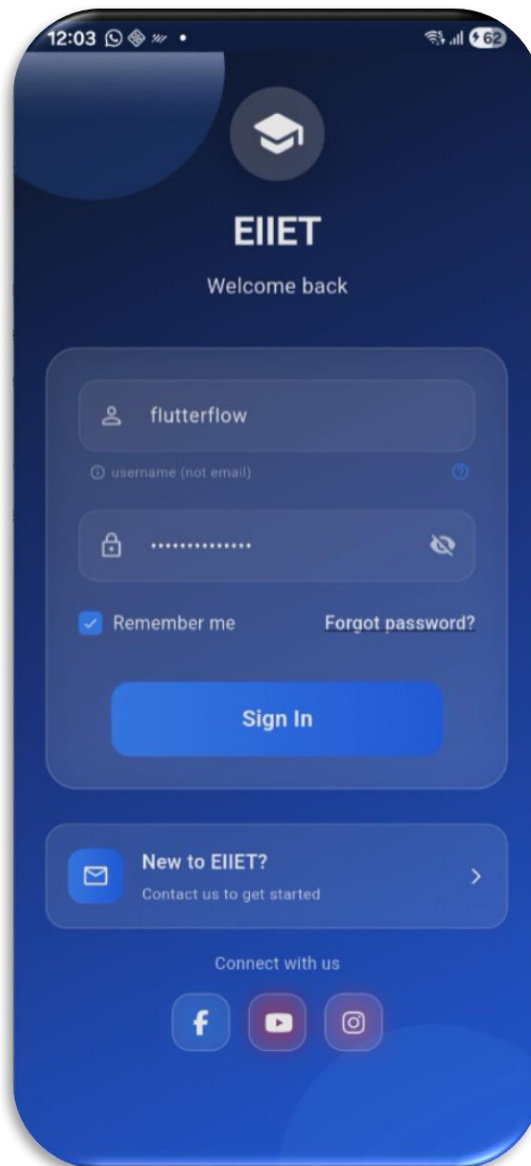 12:03 62
EIIET
Welcome back
flutterflow
username (not email)
••••••••••••••
Remember me Forgot password?
Sign In
New to EIIET?
Contact us to get started
Connect with us